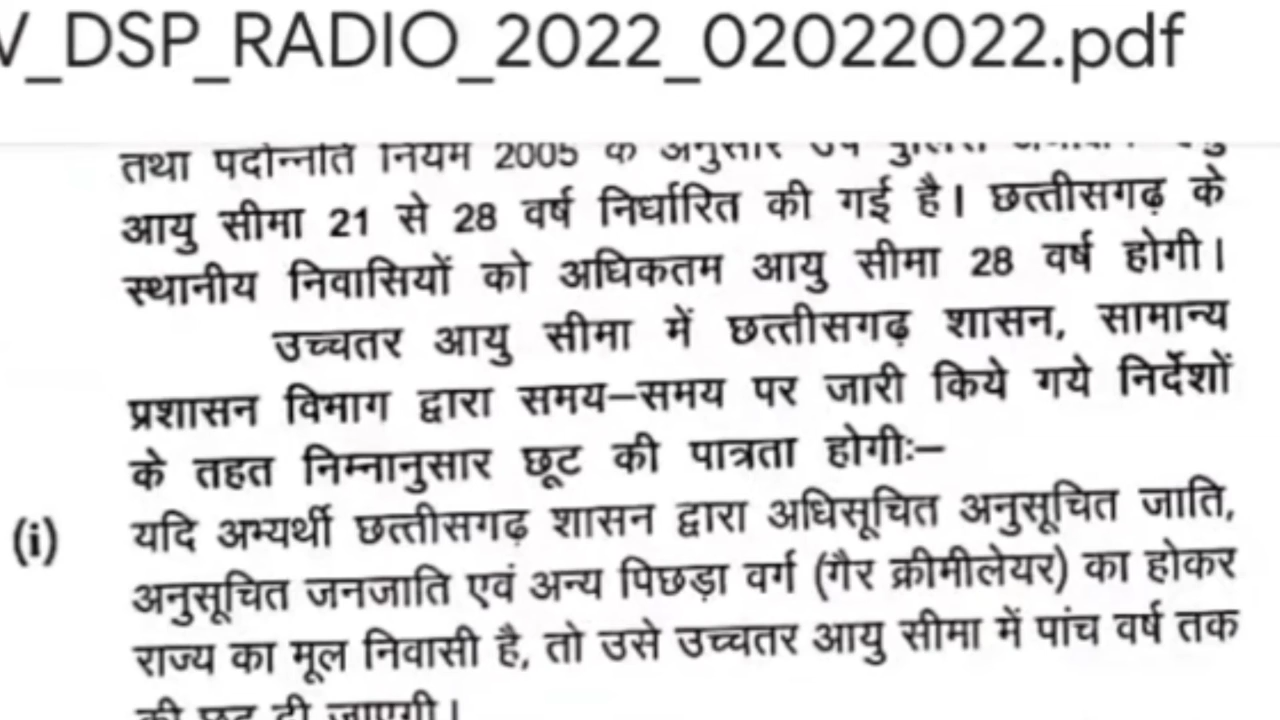 V_DSP_RADIO_2022_02022022.pdf
तथा पदोन्नति नियम 2005 के अनुसार उप पुलिस
आयु सीमा 21 से 28 वर्ष निर्धारित की गई है। छत्तीसगढ़ के
स्थानीय निवासियों को अधिकतम आयु सीमा 28 वर्ष होगी।
उच्चतर आयु सीमा में छत्तीसगढ़ शासन, सामान्य
प्रशासन विभाग द्वारा समय–समय पर जारी किये गये निर्देशों
के तहत निम्नानुसार छूट की पात्रता होगीः–
(i) यदि अभ्यर्थी छत्तीसगढ़ शासन द्वारा अधिसूचित अनुसूचित जाति,
अनुसूचित जनजाति एवं अन्य पिछड़ा वर्ग (गैर क्रीमीलेयर) का होकर
राज्य का मूल निवासी है, तो उसे उच्चतर आयु सीमा में पांच वर्ष तक
की छूट दी जाएगी।